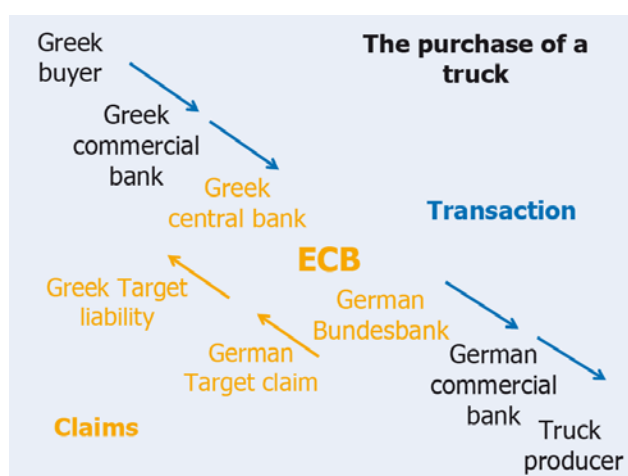 Greek
buyer
The purchase of a
truck
Greek
commercial
bank
Greek
central bank
Transaction
ECB
Greek Target
liability
German
Bundesbank
German
Target claim
German
commercial
bank
Claims
Truck
producer